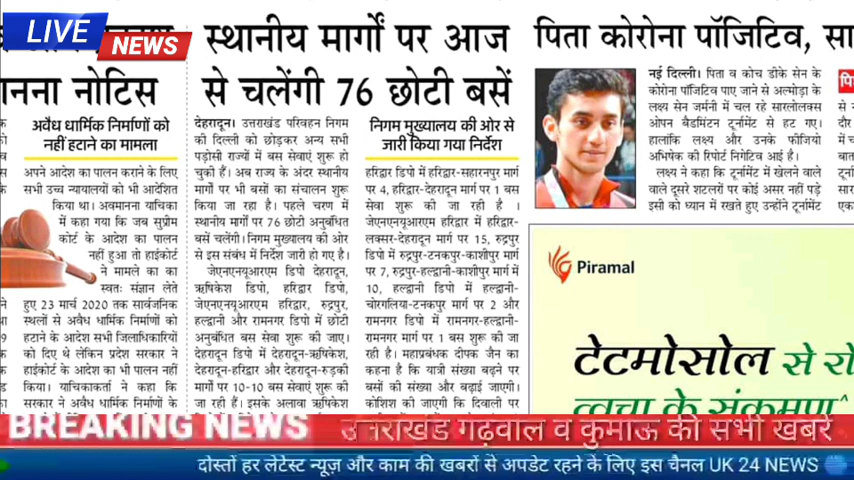 LIVE
NEWS
नना नोटिस
अवैध धार्मिक निर्माणों को
नहीं हटाने का मामला
अपने आदेश का पालन कराने के लिए
सभी उच्च न्यायालयों को भी आदेशित
किया था। अवमानना याचिका
में कहा गया कि जब सुप्रीम
कोर्ट के आदेश का पालन
नहीं हुआ तो हाईकोर्ट
ने मामले का का
स्वतः संज्ञान लेते
हुए 23 मार्च 2020 तक सार्वजनिक
स्थलों से अवैध धार्मिक निर्माणों को
हटाने के आदेश सभी जिलाधिकारियों
को दिए थे लेकिन प्रदेश सरकार ने
हाईकोर्ट के आदेश का भी पालन नहीं
किया। याचिकाकर्ता ने कहा कि
सरकार ने अवैध धार्मिक निर्माणों के
स्थानीय मार्गों पर आज
से चलेंगी 76 छोटी बसें
देहरादून। उत्तराखंड परिवहन निगम
की दिल्ली को छोड़कर अन्य सभी
पड़ोसी राज्यों में बस सेवाएं शुरू हो
चुकी हैं। अब राज्य के अंदर स्थानीय
मार्गों पर भी बसों का संचालन शुरू
किया जा रहा है। पहले चरण में
स्थानीय मार्गों पर 76 छोटी अनुबंधित
बसें चलेंगी। निगम मुख्यालय की ओर
से इस संबंध में निर्देश जारी हो गए है।
जेएनएनयूआरएम डिपो देहरादून,
ऋषिकेश डिपो, हरिद्वार डिपो,
जेएनएनयूआरएम हरिद्वार, रुद्रपुर,
हल्द्वानी और रामनगर डिपो में छोटी
अनुबंधित बस सेवा शुरू की जाए।
देहरादून डिपो में देहरादून-ऋषिकेश,
देहरादून-हरिद्वार और देहरादून-रुड़की
मार्गों पर 10-10 बस सेवाएं शुरू की
जा रही हैं। इसके अलावा ऋषिकेश
निगम मुख्यालय की ओर से
जारी किया गया निर्देश
हरिद्वार डिपो में हरिद्वार-सहारनपुर मार्ग
पर 4, हरिद्वार-देहरादून मार्ग पर 1 बस
सेवा शुरू की जा रही है ।
जेएनएनयूआरएम हरिद्वार में हरिद्वार-
लक्सर-देहरादून मार्ग पर 15, रुद्रपुर
डिपो में रुद्रपुर-टनकपुर-काशीपुर मार्ग
पर 7, रुद्रपुर-हल्द्वानी-काशीपुर मार्ग में
10, हल्द्वानी डिपो में हल्द्वानी-
चोरगलिया-टनकपुर मार्ग पर 2 और
रामनगर डिपो में रामनगर-हल्द्वानी-
रामनगर मार्ग पर 1 बस शुरू की जा
रही है। महाप्रबंधक दीपक जैन का
कहना है कि यात्री संख्या बढ़ने पर
बसों की संख्या और बढ़ाई जाएगी।
कोशिश की जाएगी कि दिवाली पर
पिता कोरोना पॉजिटिव, सा
नई दिल्ली। पिता व कोच डीके सेन के
कोरोना पॉजिटिव पाए जाने से अल्मोड़ा के
लक्ष्य सेन जर्मनी में चल रहे सारलोलक्स
ओपन बैडमिंटन टूर्नामेंट से हट गए।
हालांकि लक्ष्य और उनके फीजियो
अभिषेक की रिपोर्ट निगेटिव आई है।
लक्ष्य ने कहा कि टूर्नामेंट में खेलने वाले
वाले दूसरे शटलरों पर कोई असर नहीं पड़े
इसी को ध्यान में रखते हुए उन्होंने टूर्नामेंट
Piramal
टेटमोसोल से रो
त्वचा के संक्रमण^
BREAKING NEWS
उत्तराखंड गढ़वाल व कुमाऊ की सभी खबरें
दोस्तों हर लेटेस्ट न्यूज़ और काम की खबरों से अपडेट रहने के लिए इस चैनल UK 24 NEWS